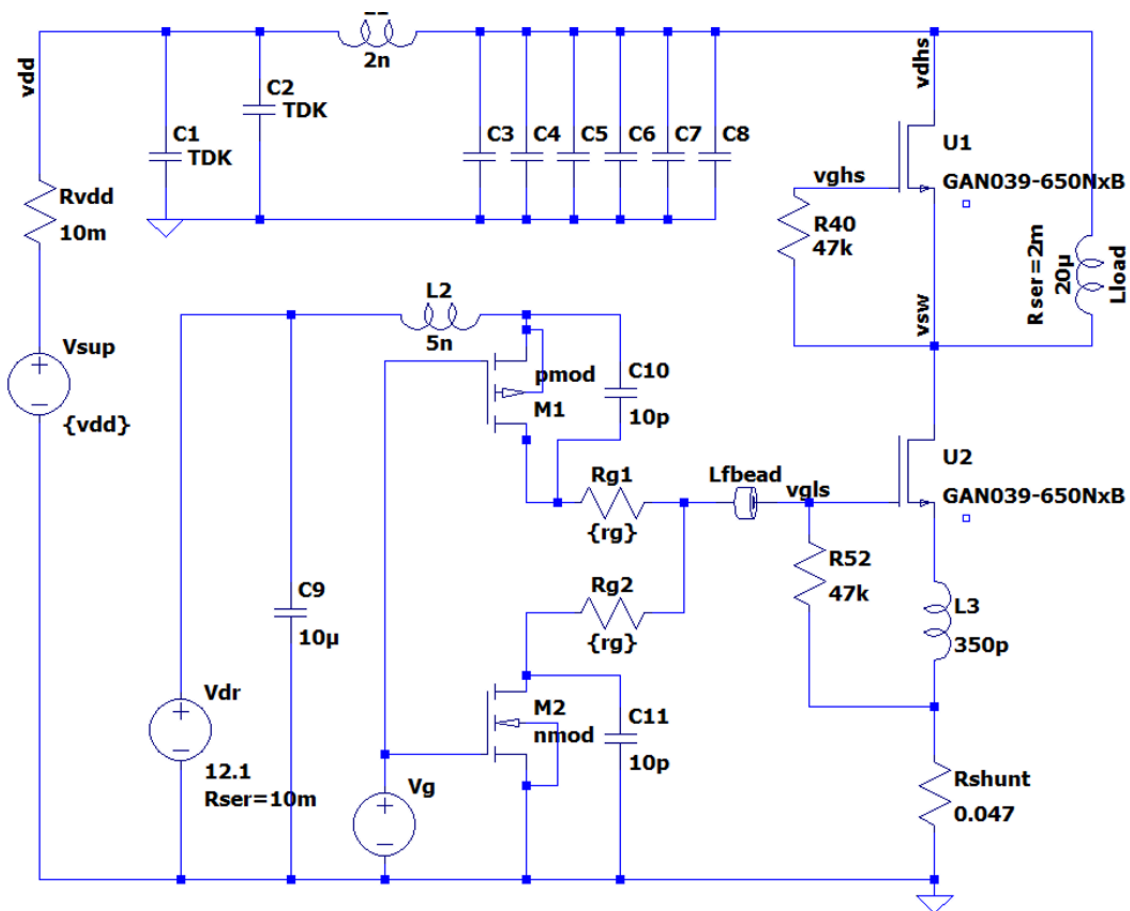 2n
vdd
C1
TDK
C2
TDK
C3
C4
C5
C6
C7
C8
vdhs
U1
GAN039-650NxB
vghs
R40
47k
Rser=2m
20µ
Lload
vsw
Rvdd
10m
Vsup
{vdd}
L2
5n
pmod
M1
C10
10p
Rg1
{rg}
Lfbead
vgls
U2
GAN039-650NxB
R52
47k
L3
350p
Rg2
{rg}
C9
10µ
Vdr
12.1
Rser=10m
M2
nmod
C11
10p
Vg
Rshunt
0.047